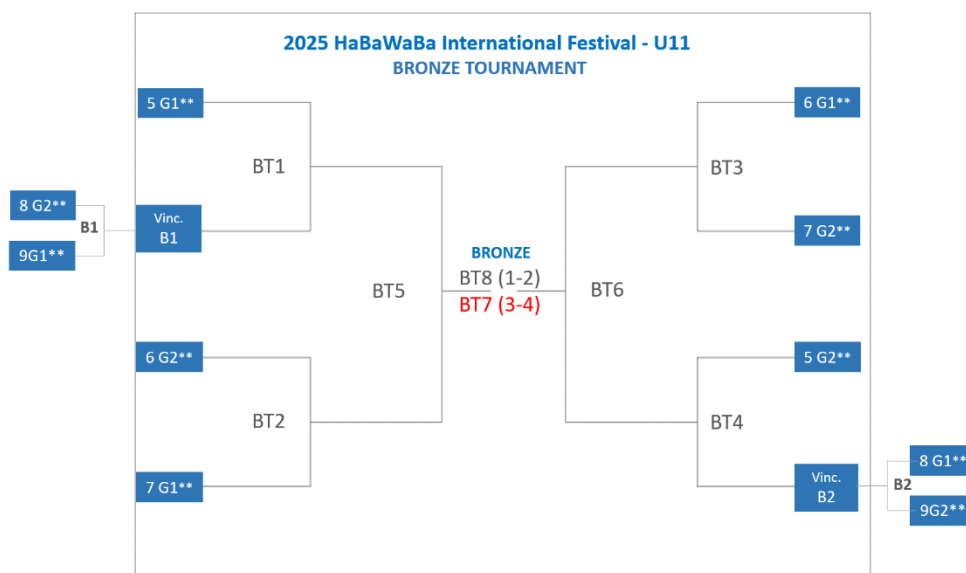 2025 HaBaWaBa International Festival - U11
BRONZE TOURNAMENT
5 G1**
6 G1**
BT1
BT3
8 G2**
B1
9G1**
Vinc.
B1
7 G2**
BRONZE
BT8 (1-2)
BT7 (3-4)
BT5
BT6
6 G2**
5 G2**
BT2
BT4
7 G1**
Vinc.
B2
8 G1**
B2
9G2**